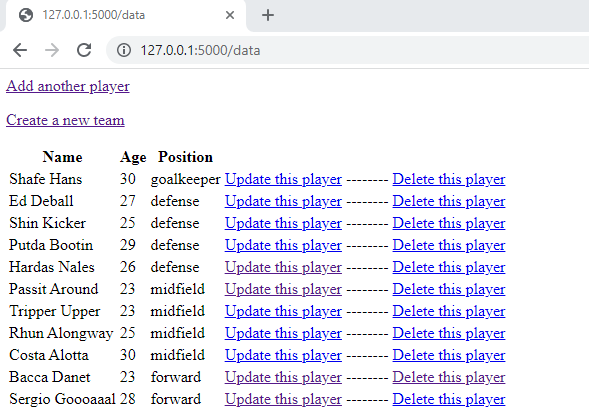 127.0.0.1:5000/data
127.0.0.1:5000/data
Add another player
Create a new team
Name Age Position
Shafe Hans 30 goalkeeper Update this player -------- Delete this player
Ed Deball 27 defense Update this player -------- Delete this player
Shin Kicker 25 defense Update this player -------- Delete this player
Putda Bootin 29 defense Update this player -------- Delete this player
Hardas Nales 26 defense Update this player -------- Delete this player
Passit Around 23 midfield Update this player -------- Delete this player
Tripper Upper 23 midfield Update this player -------- Delete this player
Rhun Alongway 25 midfield Update this player -------- Delete this player
Costa Alotta 30 midfield Update this player -------- Delete this player
Bacca Danet 23 forward Update this player -------- Delete this player
Sergio Goooaaal 28 forward Update this player -------- Delete this player